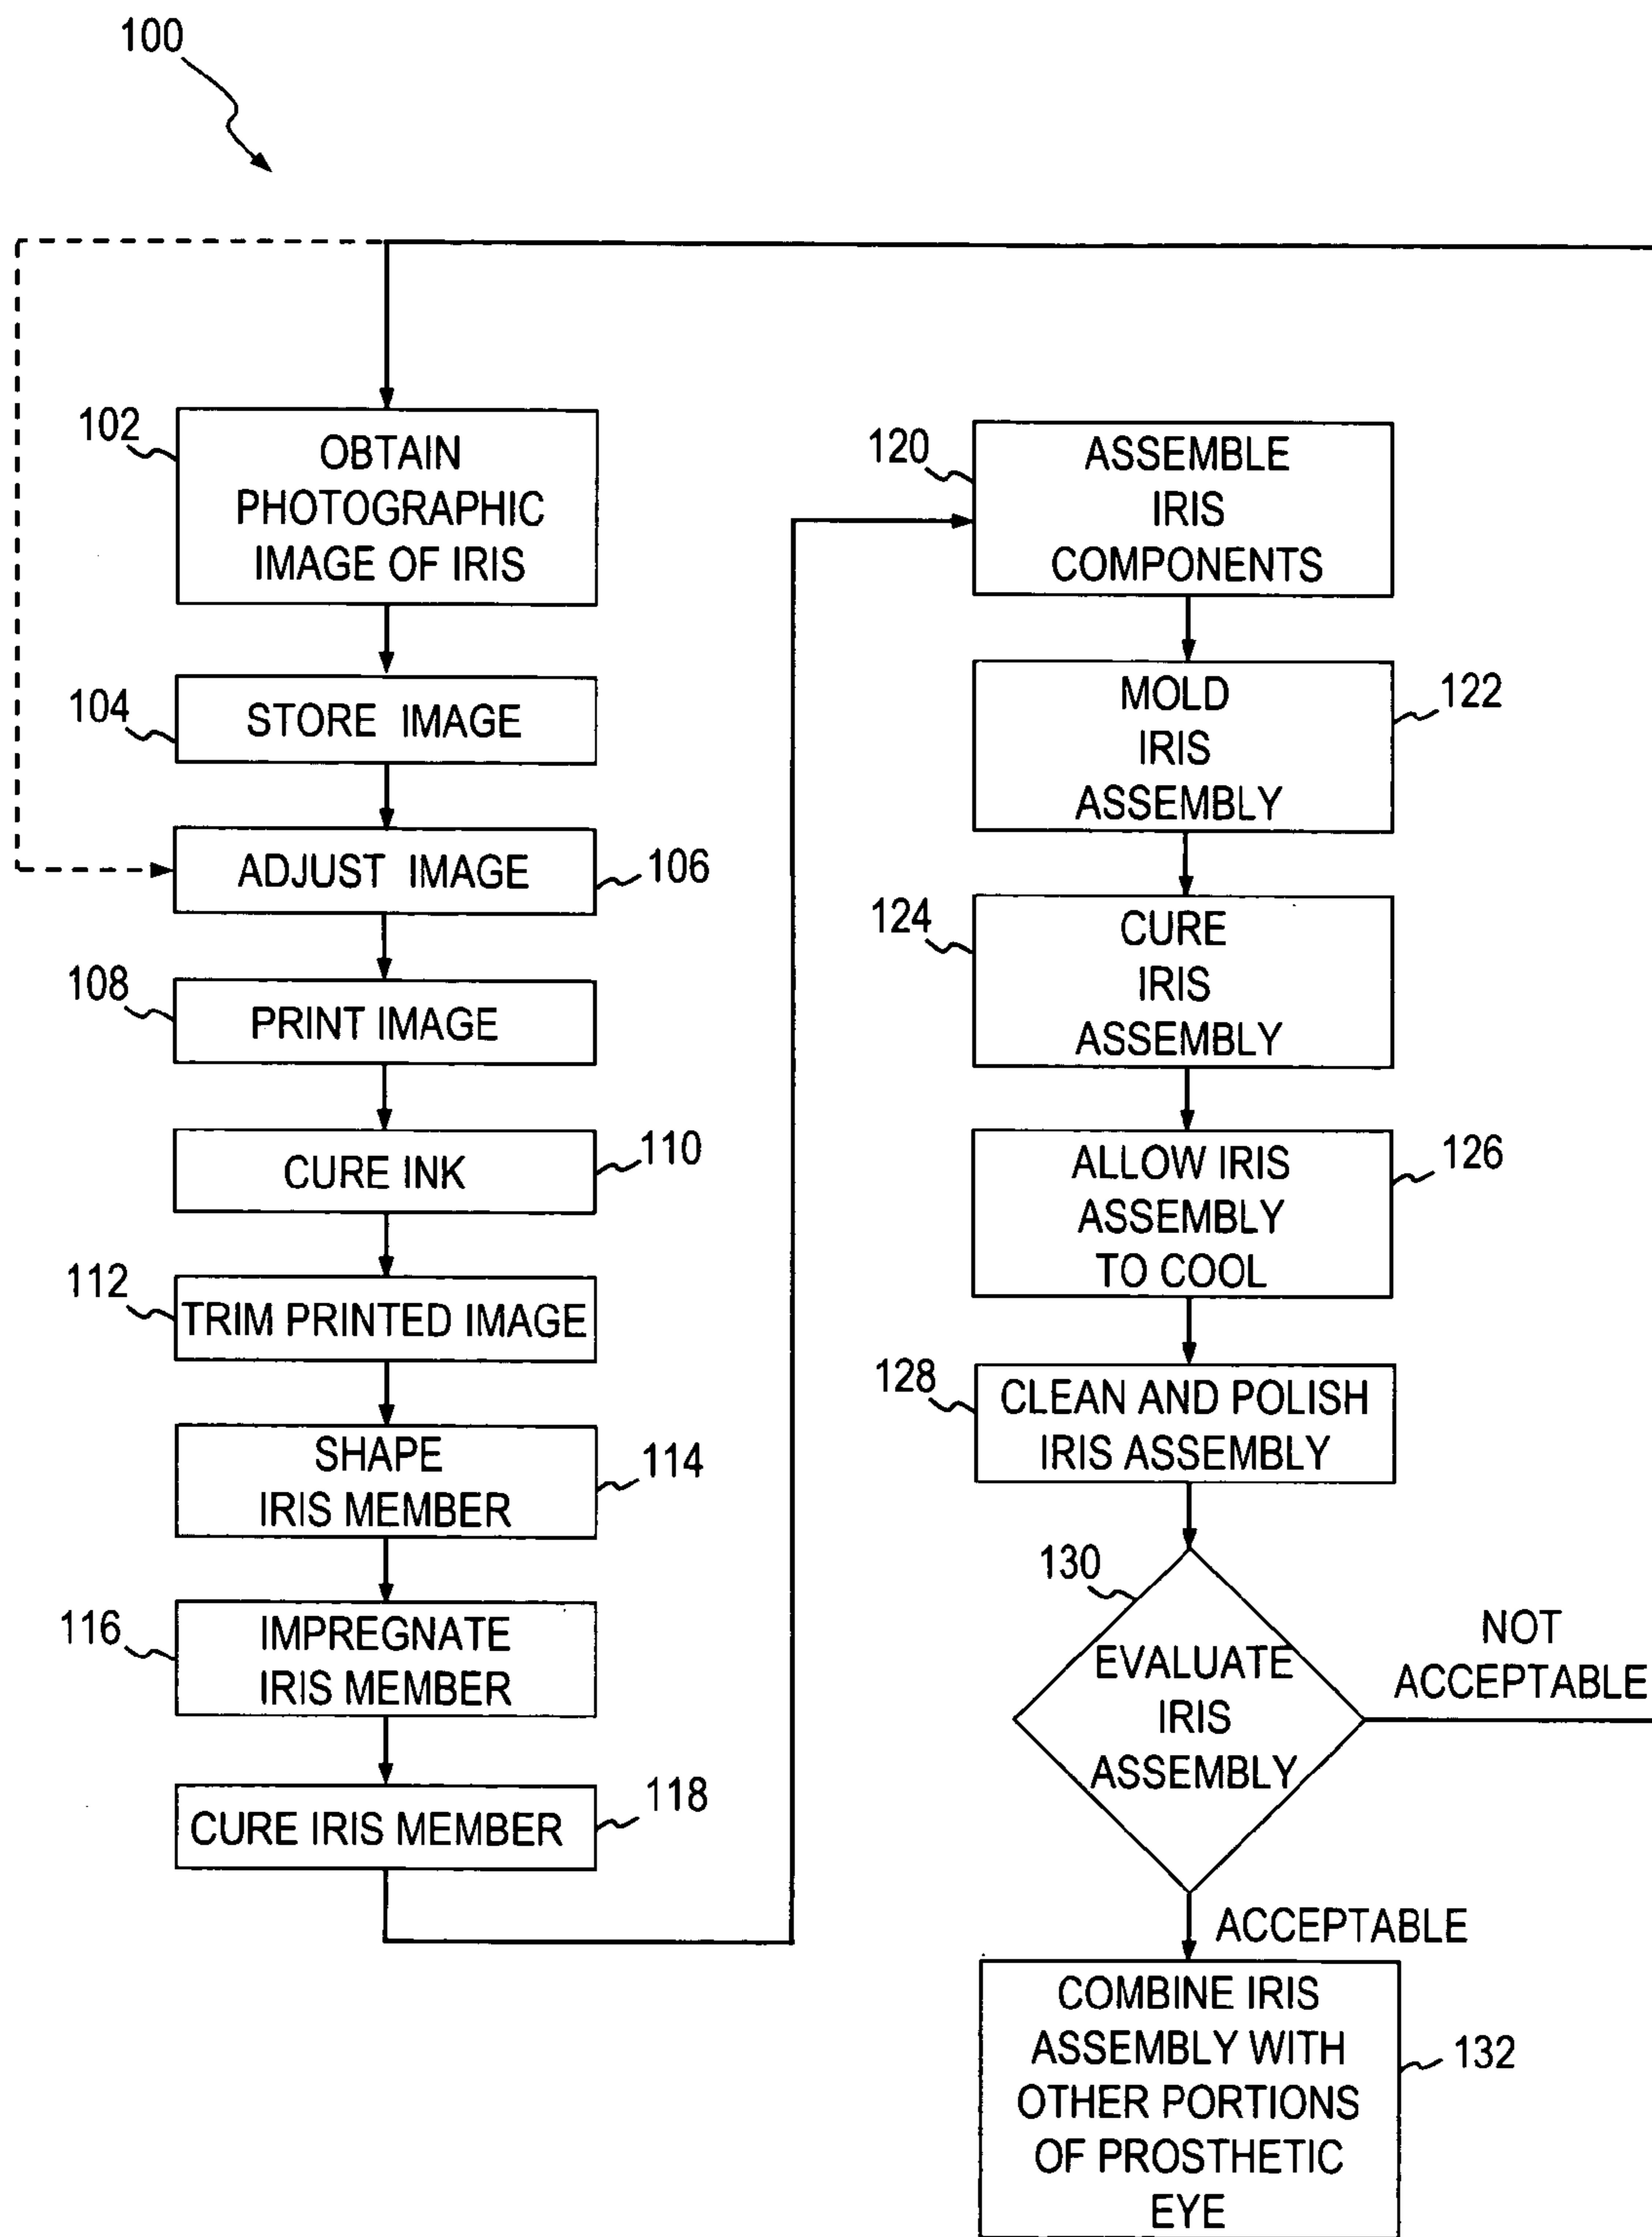 100
102
OBTAIN
PHOTOGRAPHIC
IMAGE OF IRIS
104
STORE IMAGE
ADJUST IMAGE
106
108
PRINT IMAGE
CURE INK
110
112
TRIM PRINTED IMAGE
SHAPE
IRIS MEMBER
114
116
IMPREGNATE
IRIS MEMBER
CURE IRIS MEMBER
118
120
ASSEMBLE
IRIS
COMPONENTS
MOLD
IRIS
ASSEMBLY
122
124
CURE
IRIS
ASSEMBLY
ALLOW IRIS
ASSEMBLY
TO COOL
126
128
CLEAN AND POLISH
IRIS ASSEMBLY
130
EVALUATE
IRIS
ASSEMBLY
NOT
ACCEPTABLE
ACCEPTABLE
COMBINE IRIS
ASSEMBLY WITH
OTHER PORTIONS
OF PROSTHETIC
EYE
132